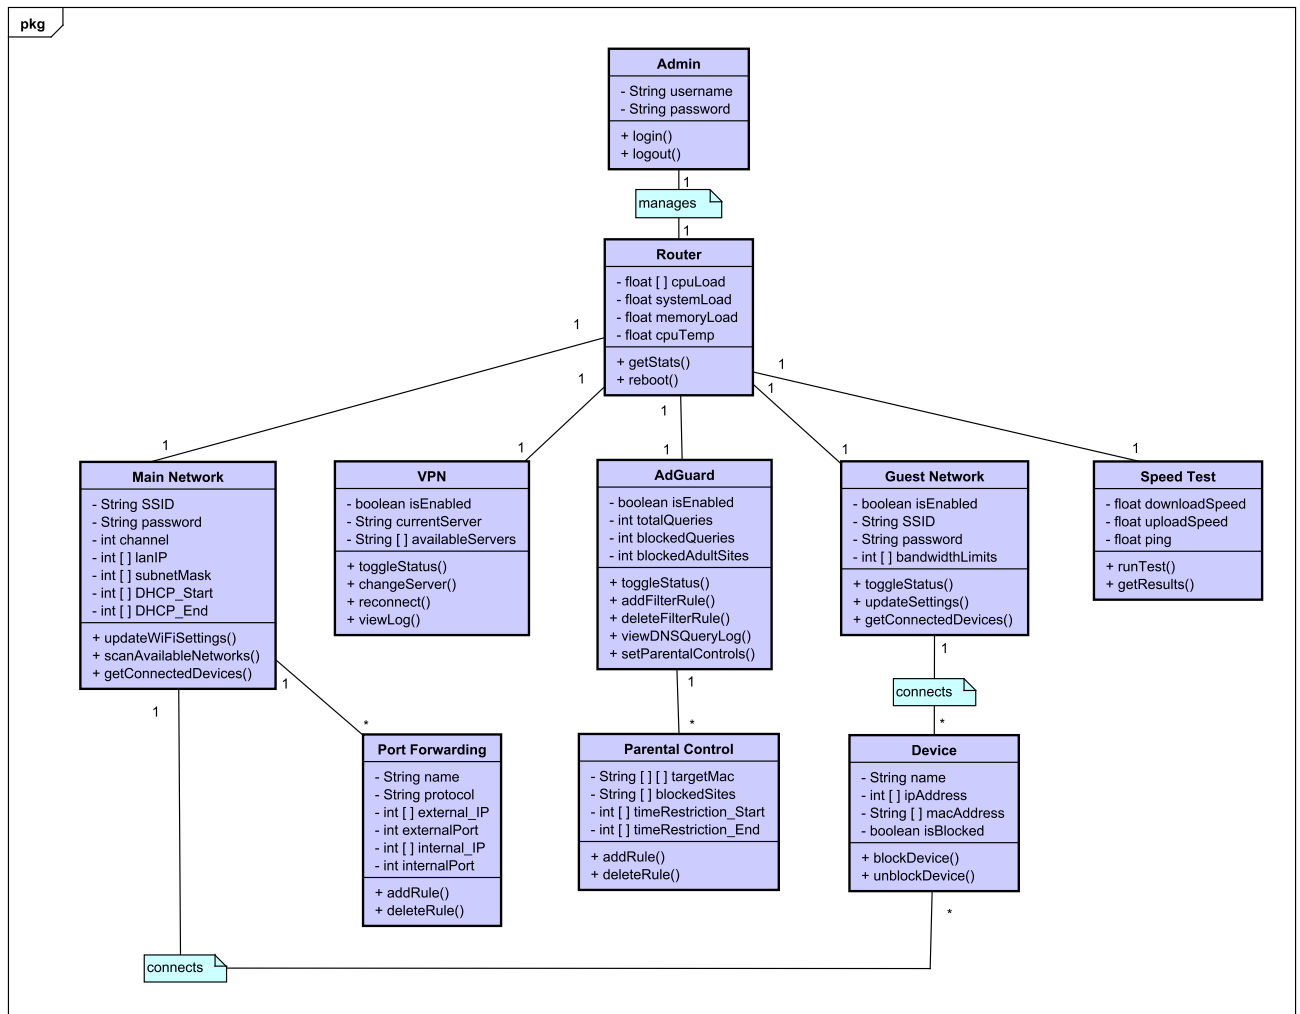 pkg
Admin
- String username
- String password
+ login()
+ logout()
1
manages
1
Router
- float [ ] cpuLoad
- float systemLoad
- float memoryLoad
- float cpuTemp
+ getStats()
+ reboot()
1
1
1
1
1
1
1
1
1
1
Main Network
- String SSID
- String password
- int channel
- int [ ] lanIP
- int [ ] subnetMask
- int [ ] DHCP_Start
- int [ ] DHCP_End
+ updateWiFiSettings()
+ scanAvailableNetworks()
+ getConnectedDevices()
VPN
- boolean isEnabled
- String currentServer
- String [ ] availableServers
+ toggleStatus()
+ changeServer()
+ reconnect()
+ viewLog()
AdGuard
- boolean isEnabled
- int totalQueries
- int blockedQueries
- int blockedAdultSites
+ toggleStatus()
+ addFilterRule()
+ deleteFilterRule()
+ viewDNSQueryLog()
+ setParentalControls()
Guest Network
- boolean isEnabled
- String SSID
- String password
- int [ ] bandwidthLimits
+ toggleStatus()
+ updateSettings()
+ getConnectedDevices()
Speed Test
- float downloadSpeed
- float uploadSpeed
- float ping
+ runTest()
+ getResults()
1
1
*
1
*
1
connects
*
Port Forwarding
- String name
- String protocol
- int [ ] external_IP
- int externalPort
- int [ ] internal_IP
- int internalPort
+ addRule()
+ deleteRule()
Parental Control
- String [ ] [ ] targetMac
- String [ ] blockedSites
- int [ ] timeRestriction_Start
- int [ ] timeRestriction_End
+ addRule()
+ deleteRule()
Device
- String name
- int [ ] ipAddress
- String [ ] macAddress
- boolean isBlocked
+ blockDevice()
+ unblockDevice()
*
connects